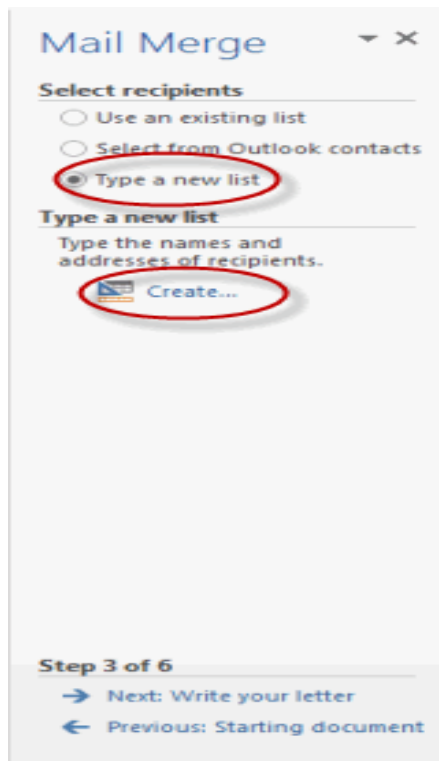 Mail Merge
Select recipients
Use an existing list
Select from Outlook contacts
Type a new list
Type a new list
Type the names and
addresses of recipients.
Create...
Step 3 of 6
Next: Write your letter
Previous: Starting document